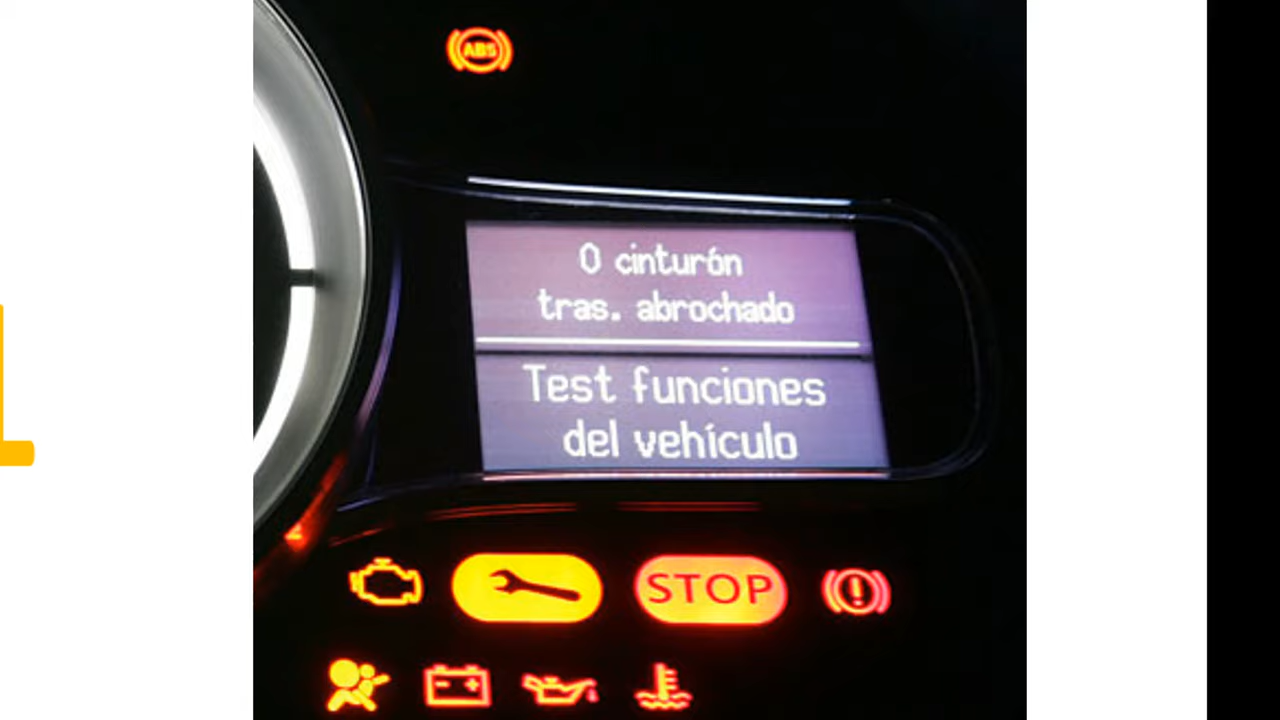 ABS
0 cinturón
tras. abrochado
Test funciones
del vehículo
STOP